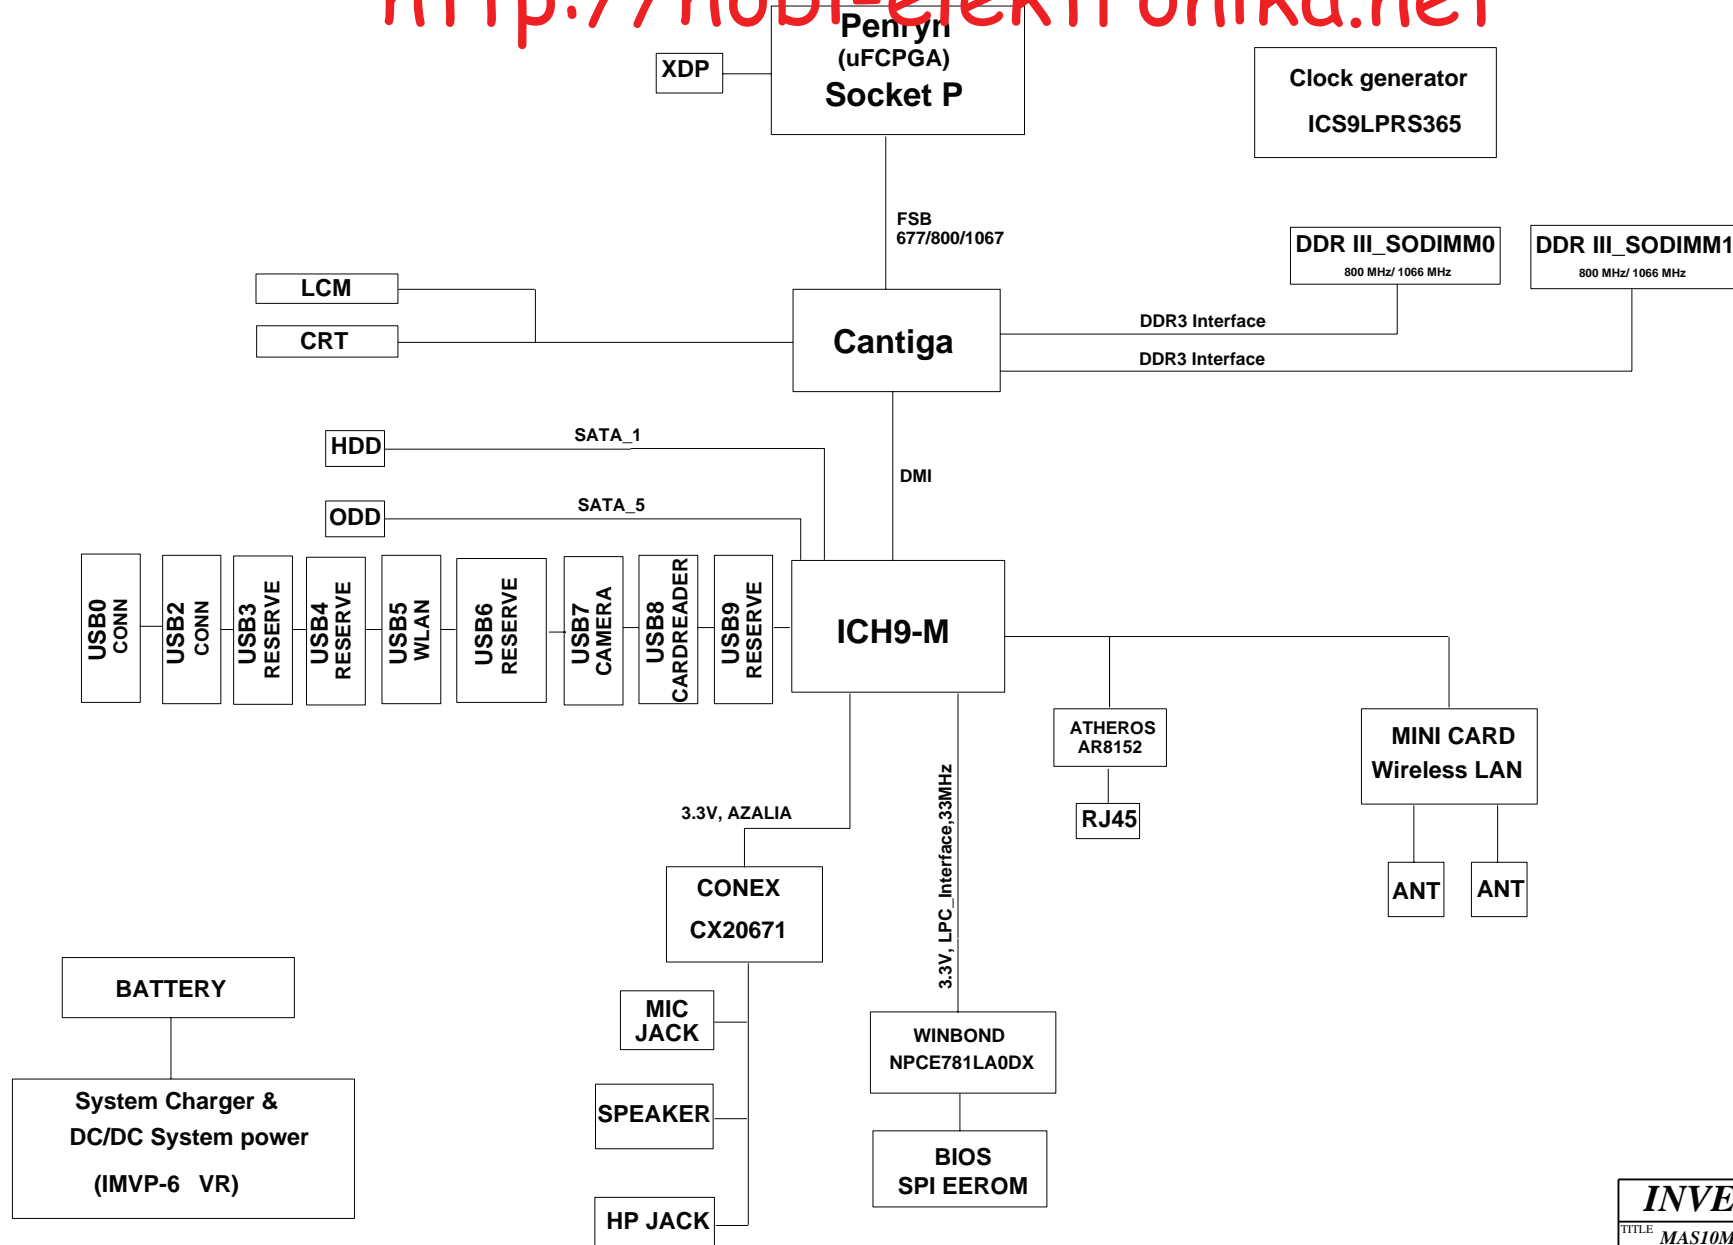 http://hobi-elektronika.net
Penryn
(uFCPGA)
Socket P
XDP
Clock generator
ICS9LPRS365
FSB
677/800/1067
DDR III_SODIMM0
800 MHz/ 1066 MHz
DDR III_SODIMM1
800 MHz/ 1066 MHz
LCM
CRT
Cantiga
DDR3 Interface
DDR3 Interface
HDD
SATA_1
ODD
SATA_5
DMI
USB0
CONN
USB2
CONN
USB3
RESERVE
USB4
RESERVE
USB5
WLAN
USB6
RESERVE
USB7
CAMERA
USB8
CARDREADER
USB9
RESERVE
ICH9-M
ATHEROS
AR8152
RJ45
MINI CARD
Wireless LAN
ANT
ANT
3.3V, AZALIA
3.3V, LPC_Interface,33MHz
CONEX
CX20671
MIC
JACK
SPEAKER
HP JACK
WINBOND
NPCE781LA0DX
BIOS
SPI EEROM
BATTERY
System Charger &
DC/DC System power
(IMVP-6 VR)
INVE
TITLE MAS10M